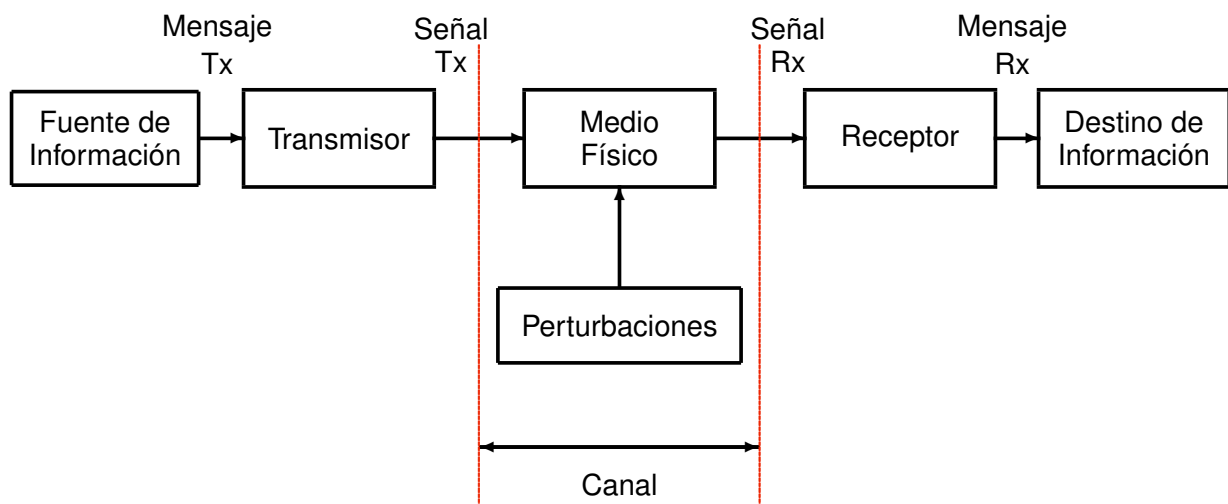 Mensaje
Tx
Señal
Tx
Señal
Rx
Mensaje
Rx
Fuente de
Información
Transmisor
Medio
Físico
Receptor
Destino de
Información
Perturbaciones
Canal